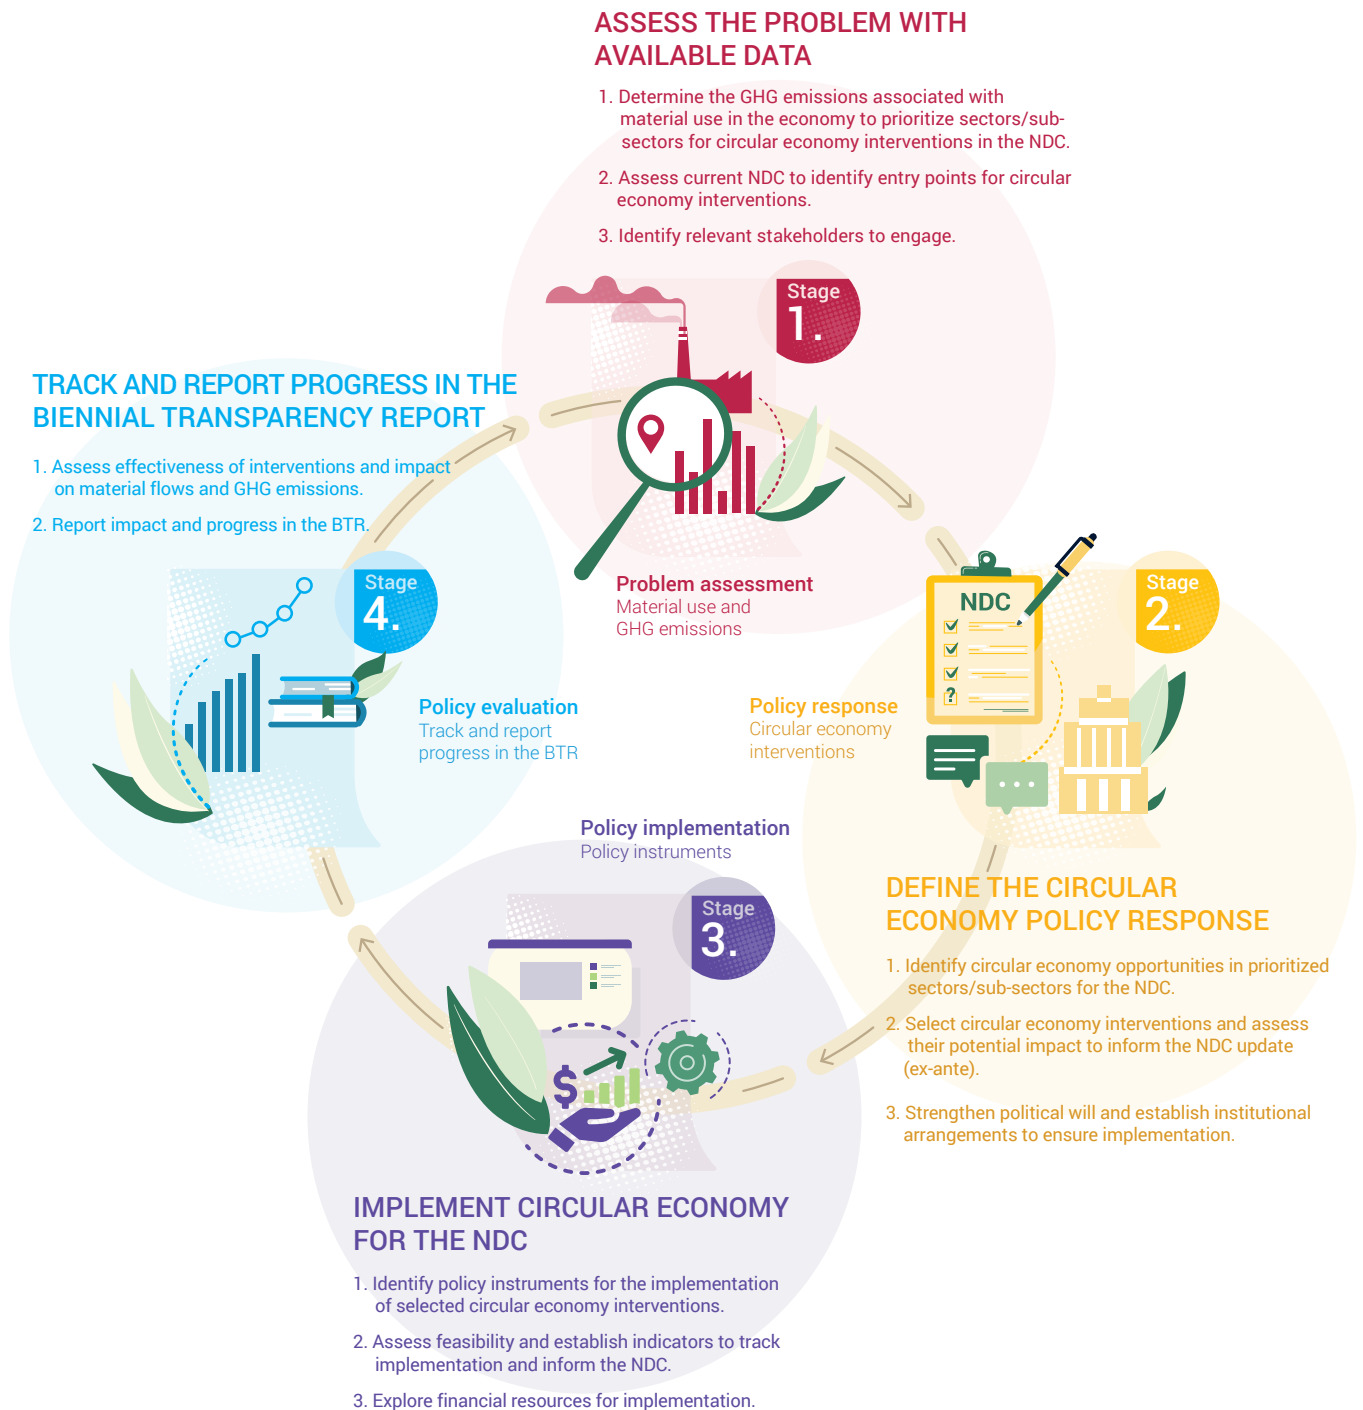 ASSESS THE PROBLEM WITH
AVAILABLE DATA
1. Determine the GHG emissions associated with
material use in the economy to prioritize sectors/sub-
sectors for circular economy interventions in the NDC.
2. Assess current NDC to identify entry points for circular
economy interventions.
3. Identify relevant stakeholders to engage.
Stage
1.
Problem assessment
Material use and
GHG emissions
NDC
?
Stage
2.
Policy response
Circular economy
interventions
DEFINE THE CIRCULAR
ECONOMY POLICY RESPONSE
1. Identify circular economy opportunities in prioritized
sectors/sub-sectors for the NDC.
2. Select circular economy interventions and assess
their potential impact to inform the NDC update
(ex-ante).
3. Strengthen political will and establish institutional
arrangements to ensure implementation.
Policy implementation
Policy instruments
Stage
3.
$
IMPLEMENT CIRCULAR ECONOMY
FOR THE NDC
1. Identify policy instruments for the implementation
of selected circular economy interventions.
2. Assess feasibility and establish indicators to track
implementation and inform the NDC.
3. Explore financial resources for implementation.
TRACK AND REPORT PROGRESS IN THE
BIENNIAL TRANSPARENCY REPORT
1. Assess effectiveness of interventions and impact
on material flows and GHG emissions.
2. Report impact and progress in the BTR.
Stage
4.
Policy evaluation
Track and report
progress in the BTR